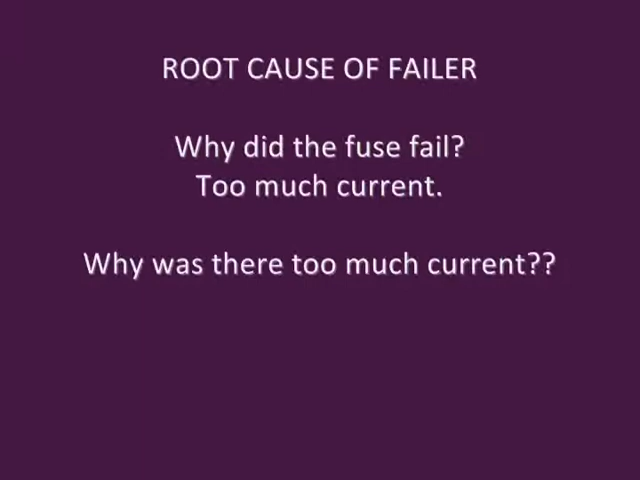 ROOT CAUSE OF FAILER
Why did the fuse fail?
Too much current.
Why was there too much current??